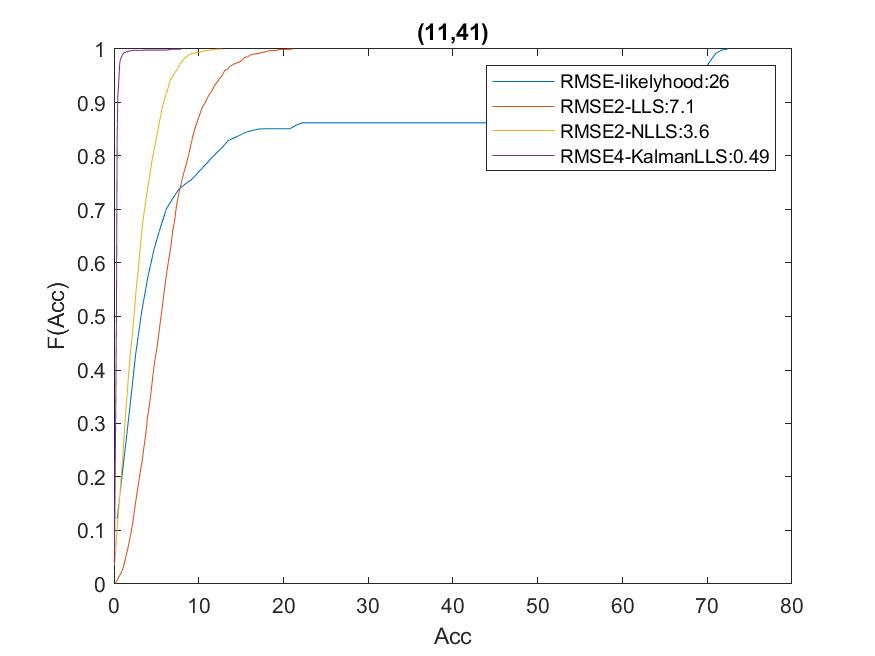 (11,41)
1
0.9
0.8
0.7
0.6
0.5
0.4
0.3
0.2
0.1
0
F(Acc)
RMSE-likelyhood:26
RMSE2-LLS:7.1
RMSE2-NLLS:3.6
RMSE4-KalmanLLS:0.49
0 10 20 30 40 50 60 70 80
Acc